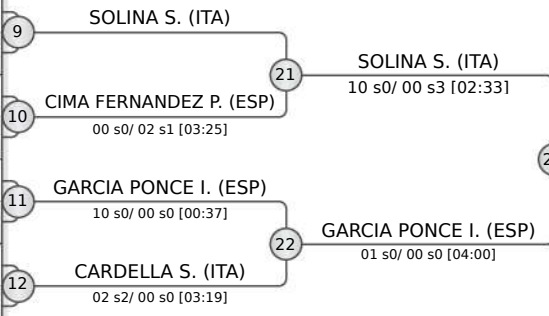 SOLINA S. (ITA)
9
21
SOLINA S. (ITA)
10 s0/ 00 s3 [02:33]
CIMA FERNANDEZ P. (ESP)
10
00 s0/ 02 s1 [03:25]
GARCIA PONCE I. (ESP)
11
10 s0/ 00 s0 [00:37]
22
GARCIA PONCE I. (ESP)
01 s0/ 00 s0 [04:00]
CARDELLA S. (ITA)
12
02 s2/ 00 s0 [03:19]